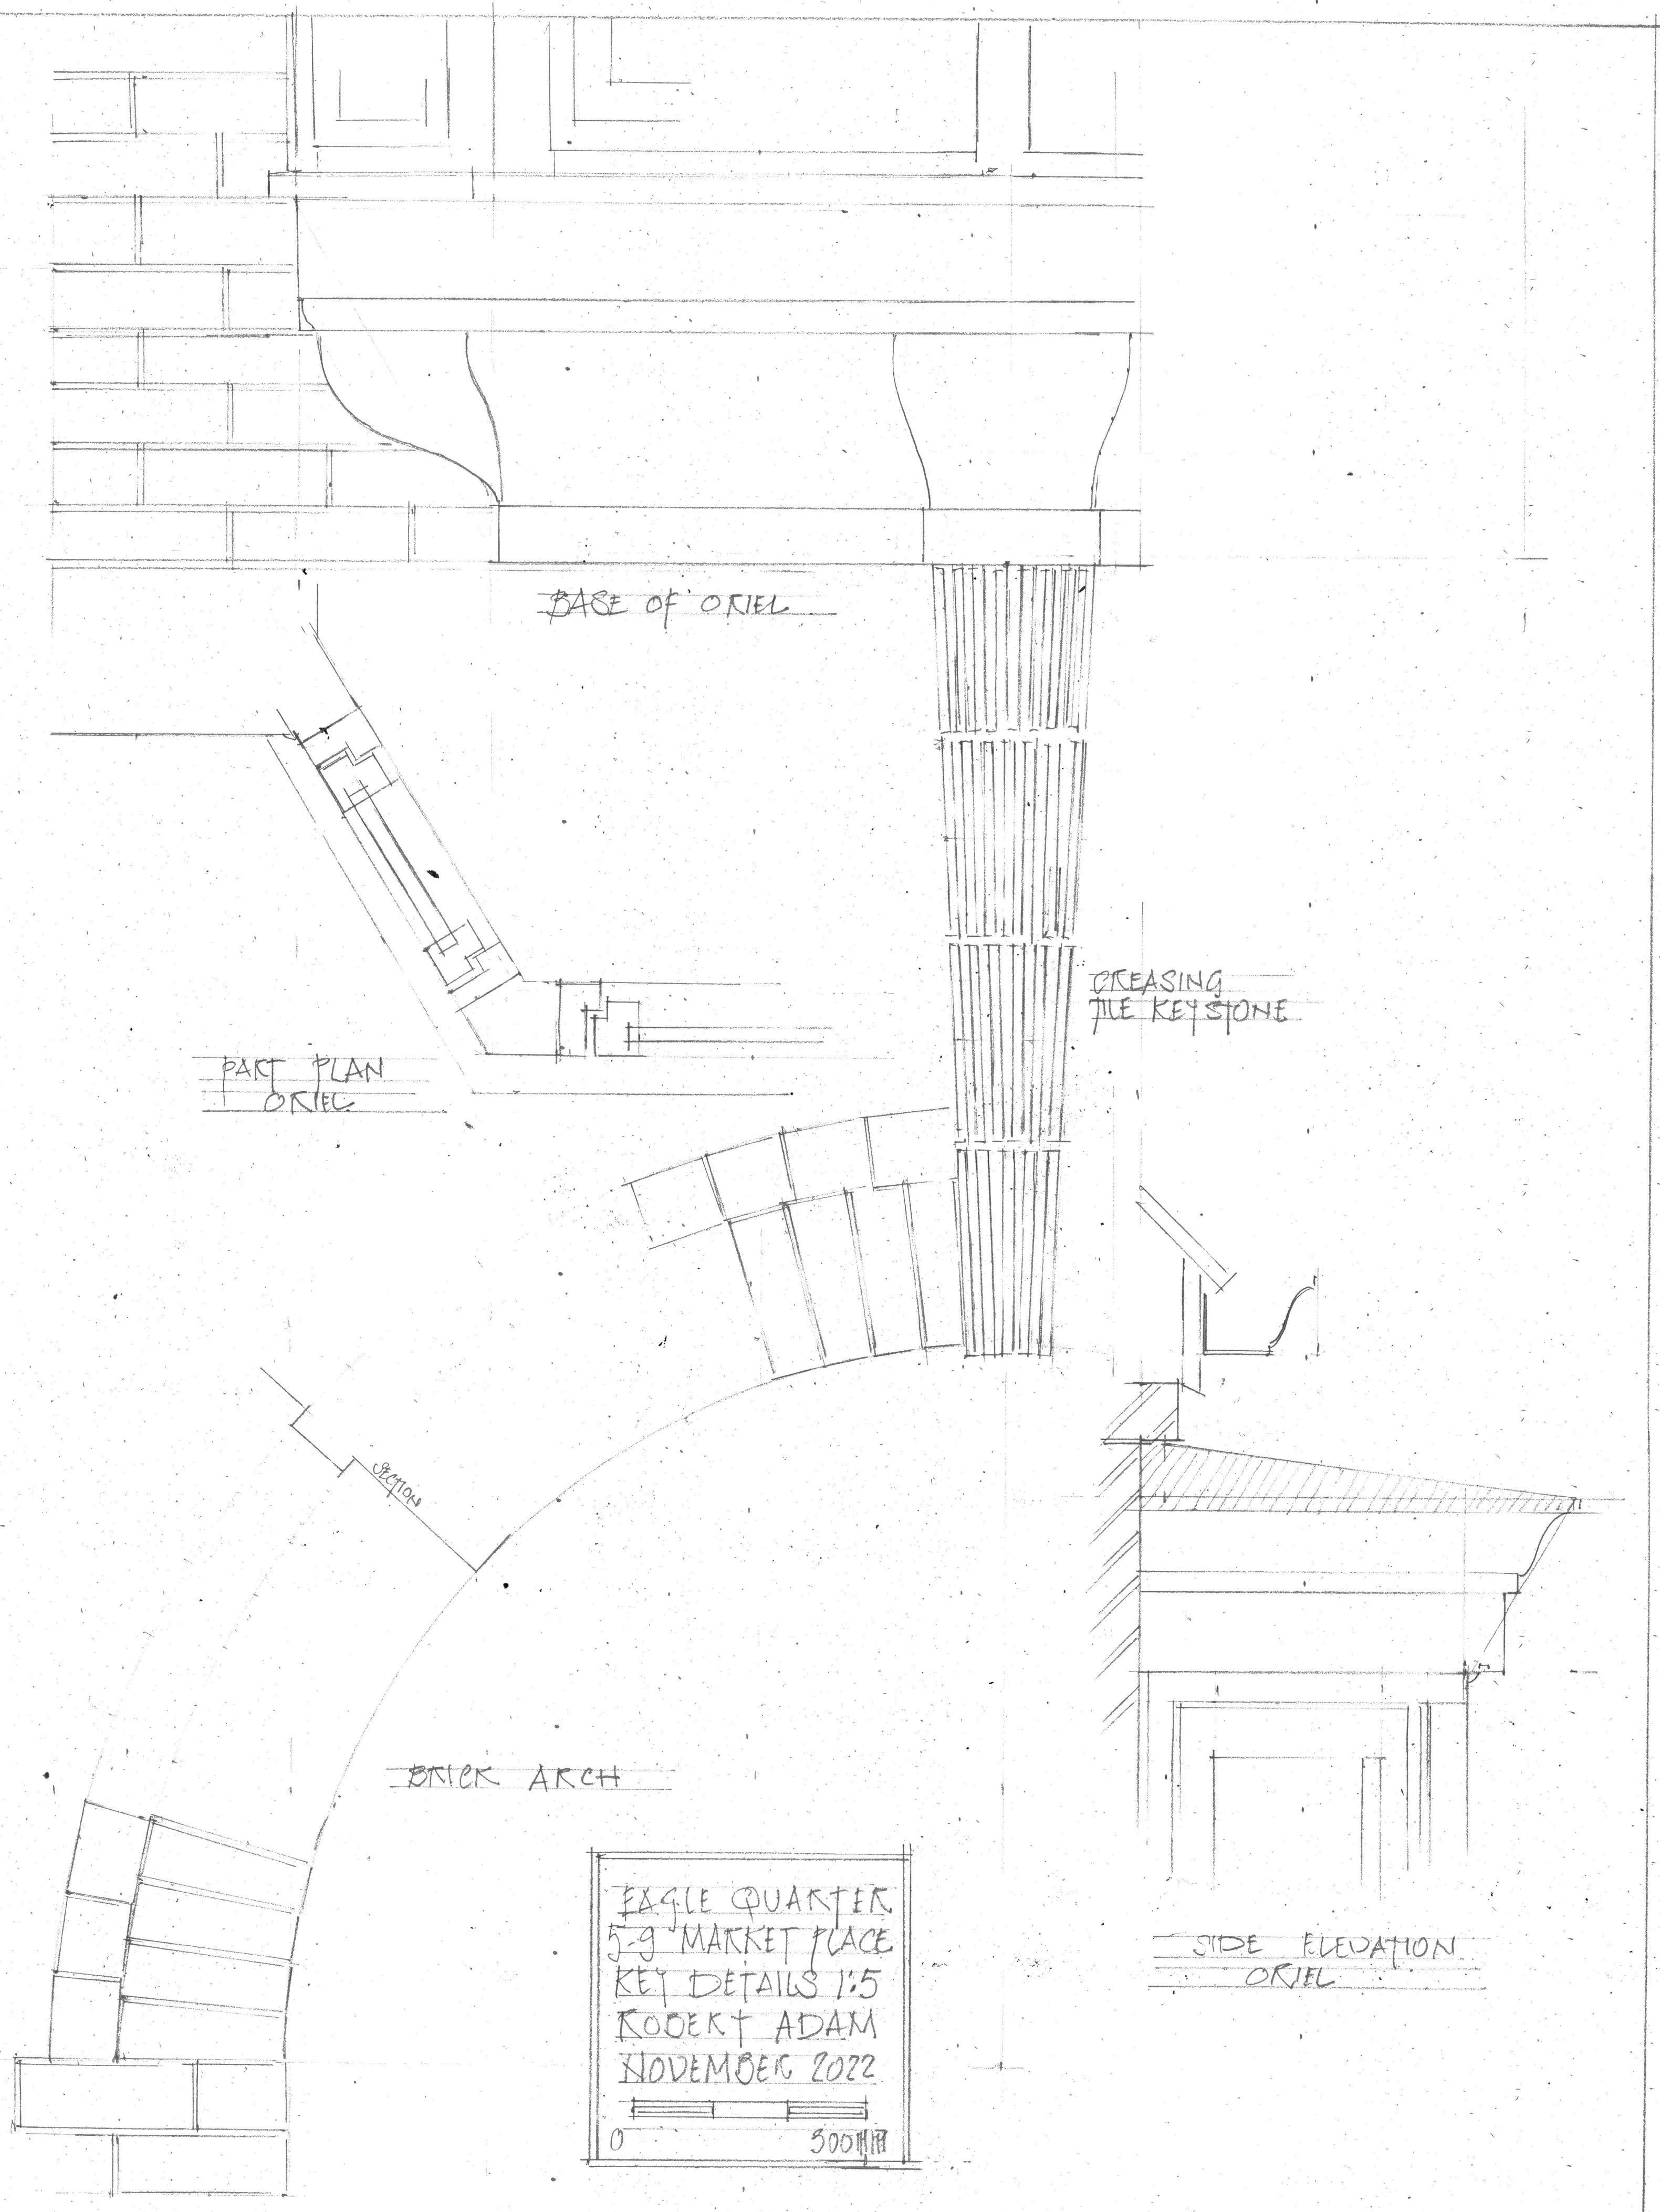 BASE OF ORIEL
CREASING
TILE KEYSTONE
PART PLAN
ORIEL
SECTION
BRICK ARCH
EAGLE QUARTER
5-9 MARKET PLACE
KEY DETAILS 1:5
ROBERT ADAM
NOVEMBER 2022
0 300MM
SIDE ELEVATION
ORIEL